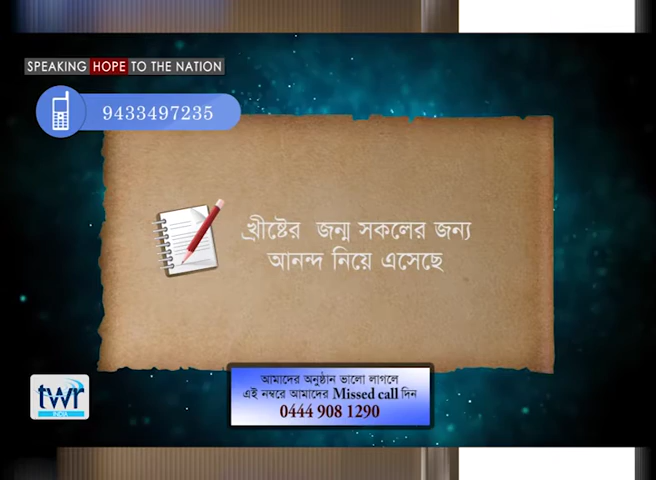 SPEAKING HOPE TO THE NATION
9433497235
খ্রীষ্টের জন্ম সকলের জন্য
আনন্দ নিয়ে এসেছে
twr
INDIA
আমাদের অনুষ্ঠান ভালো লাগলে
এই নম্বরে আমাদের Missed call দিন
0444 908 1290